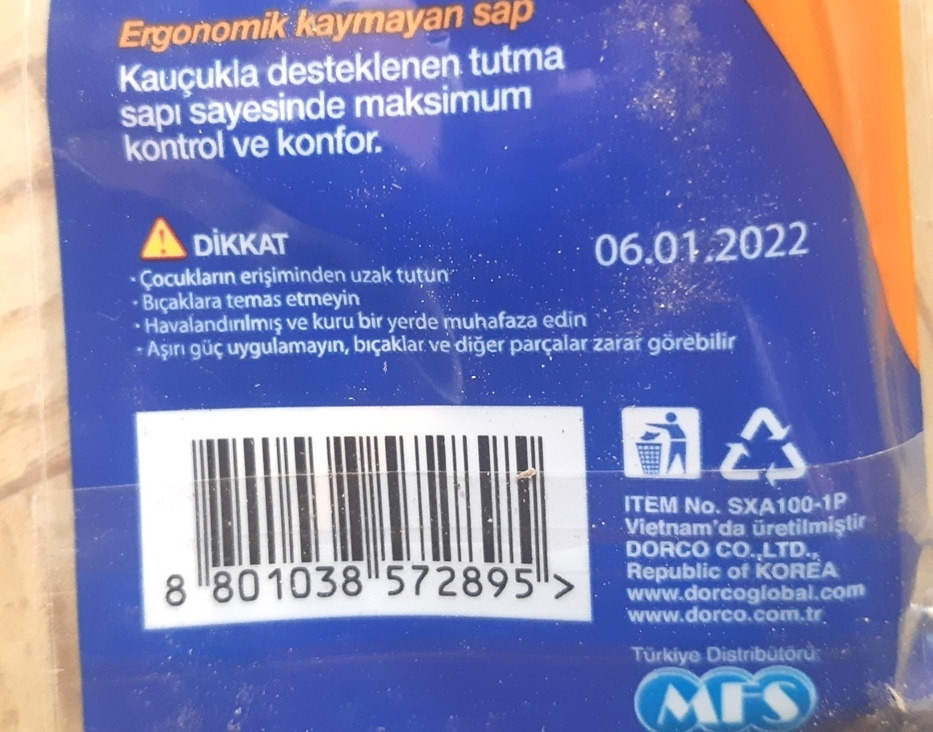 Ergonomik kaymayan sap
Kauçukla desteklenen tutma
sapı sayesinde maksimum
kontrol ve konfor.
DİKKAT
06.01.2022
• Çocukların erişiminden uzak tutun
• Bıçaklara temas etmeyin
• Havalandırılmış ve kuru bir yerde muhafaza edin
• Aşırı güç uygulamayın, bıçaklar ve diğer parçalar zarar görebilir
8 801038 572895 >
ITEM No. SXA100-1P
Vietnam'da üretilmiştir
DORCO CO.,LTD.,
Republic of KOREA
www.dorcoglobal.com
www.dorco.com.tr
Türkiye Distribütörü:
MFS